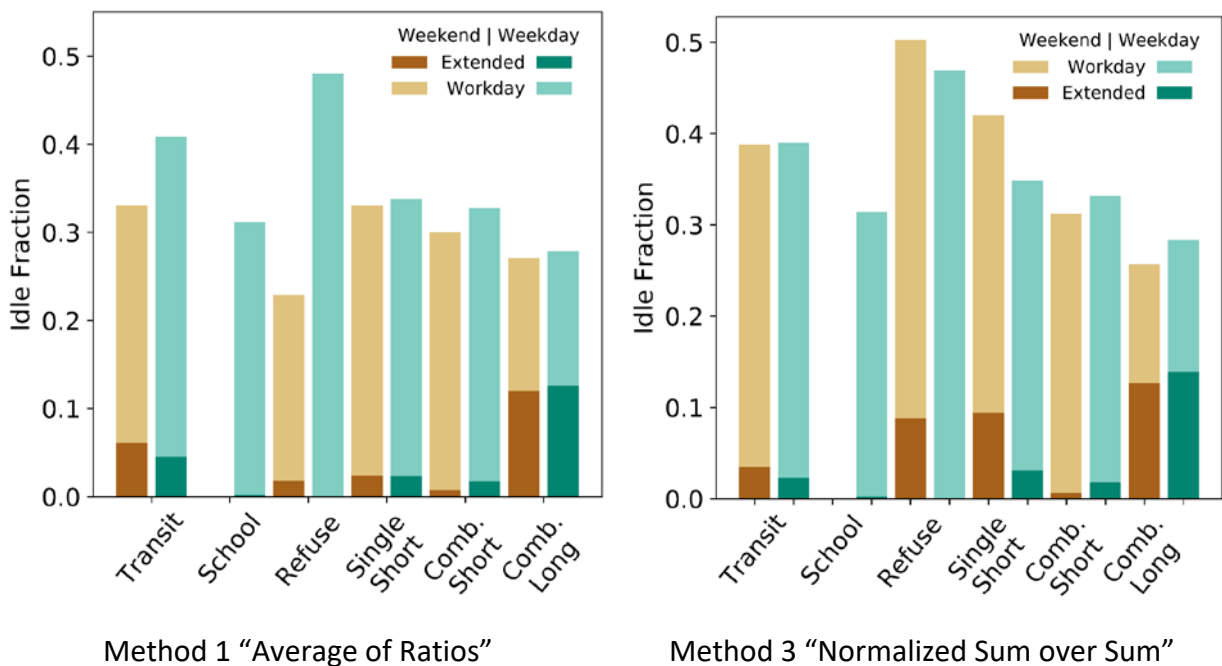 Weekend | Weekday
Extended
Workday
Idle Fraction
0.5
0.4
0.3
0.2
0.1
0.0
Transit
School
Refuse
Single
Short
Comb.
Short
Comb.
Long
Method 1 “Average of Ratios”
Weekend | Weekday
Workday
Extended
Idle Fraction
0.5
0.4
0.3
0.2
0.1
0.0
Transit
School
Refuse
Single
Short
Comb.
Short
Comb.
Long
Method 3 “Normalized Sum over Sum”